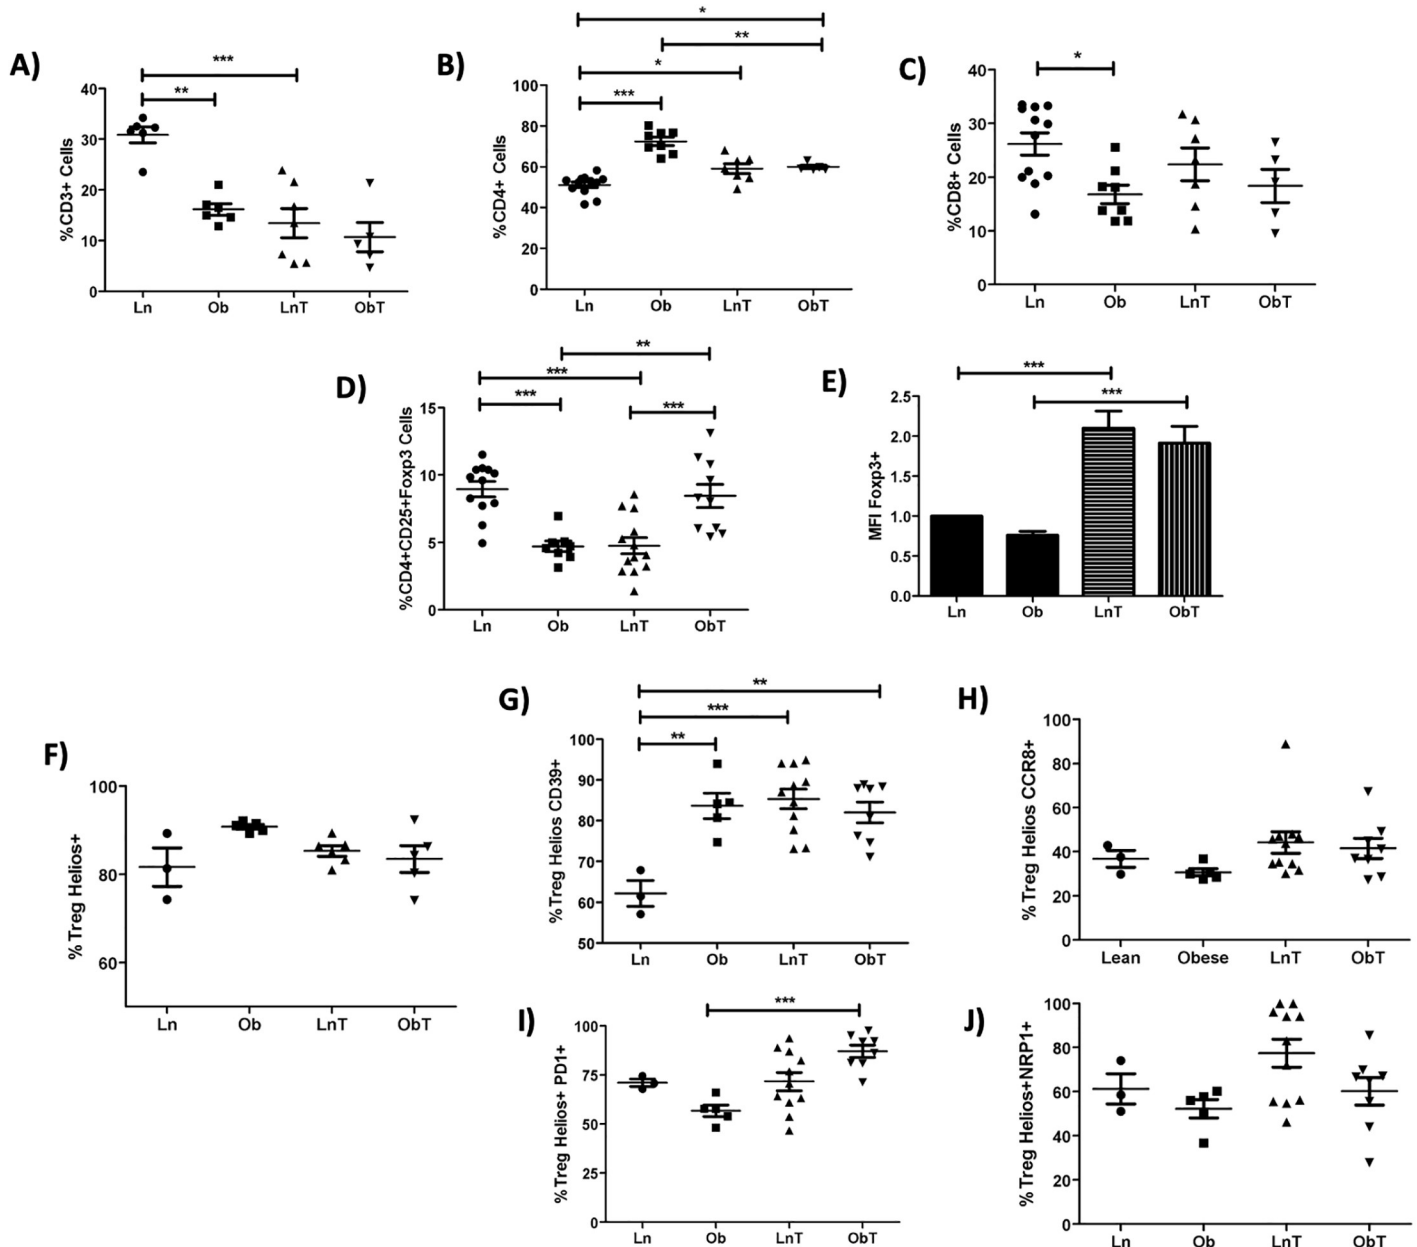 A)
***
**
%CD3+ Cells
40
30
20
10
0
Ln Ob LnT ObT
B)
*
**
*
***
%CD4+ Cells
100
80
60
40
20
0
Ln Ob LnT ObT
C)
*
%CD8+ Cells
40
30
20
10
0
Ln Ob LnT ObT
D)
**
***
***
***
%CD4+CD25+Foxp3 Cells
15
10
5
0
Ln Ob LnT ObT
E)
***
***
MFI Foxp3+
2.5
2.0
1.5
1.0
0.5
0.0
Ln Ob LnT ObT
F)
%Treg Helios+
100
80
60
Ln Ob LnT ObT
G)
**
***
**
%Treg Helios CD39+
100
90
80
70
60
50
Ln Ob LnT ObT
H)
%Treg Helios CCR8+
100
80
60
40
20
0
Lean Obese LnT ObT
I)
***
%Treg Helios+ PD1+
100
75
50
25
0
Ln Ob LnT ObT
J)
%Treg Helios+NRP1+
100
80
60
40
20
0
Ln Ob LnT ObT